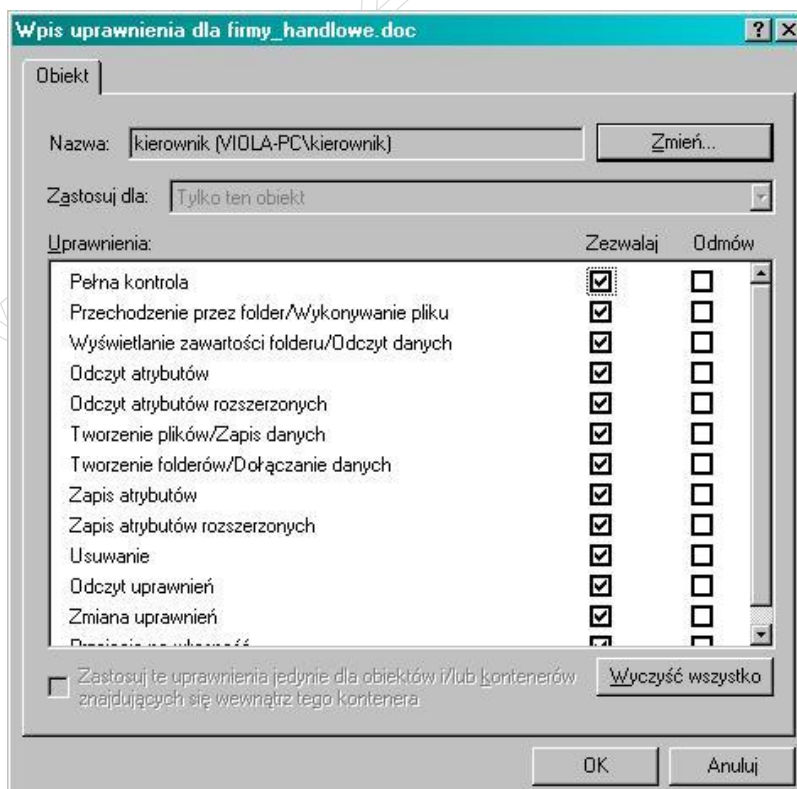 Wpis uprawnienia dla firmy_handlowe.doc
Obiekt
Nazwa: kierownik (VIOLA-PC\kierownik) Zmień...
Zastosuj dla: Tylko ten obiekt
Uprawnienia: Zezwalaj Odmów
Pełna kontrola
Przechodzenie przez folder/Wykonywanie pliku
Wyświetlanie zawartości folderu/Odczyt danych
Odczyt atrybutów
Odczyt atrybutów rozszerzonych
Tworzenie plików/Zapis danych
Tworzenie folderów/Dołączanie danych
Zapis atrybutów
Zapis atrybutów rozszerzonych
Usuwanie
Odczyt uprawnień
Zmiana uprawnień
Zastosuj te uprawnienia jedynie dla obiektów i/lub kontenerów
znajdujących się wewnątrz tego kontenera
Wyczyść wszystko
OK Anuluj